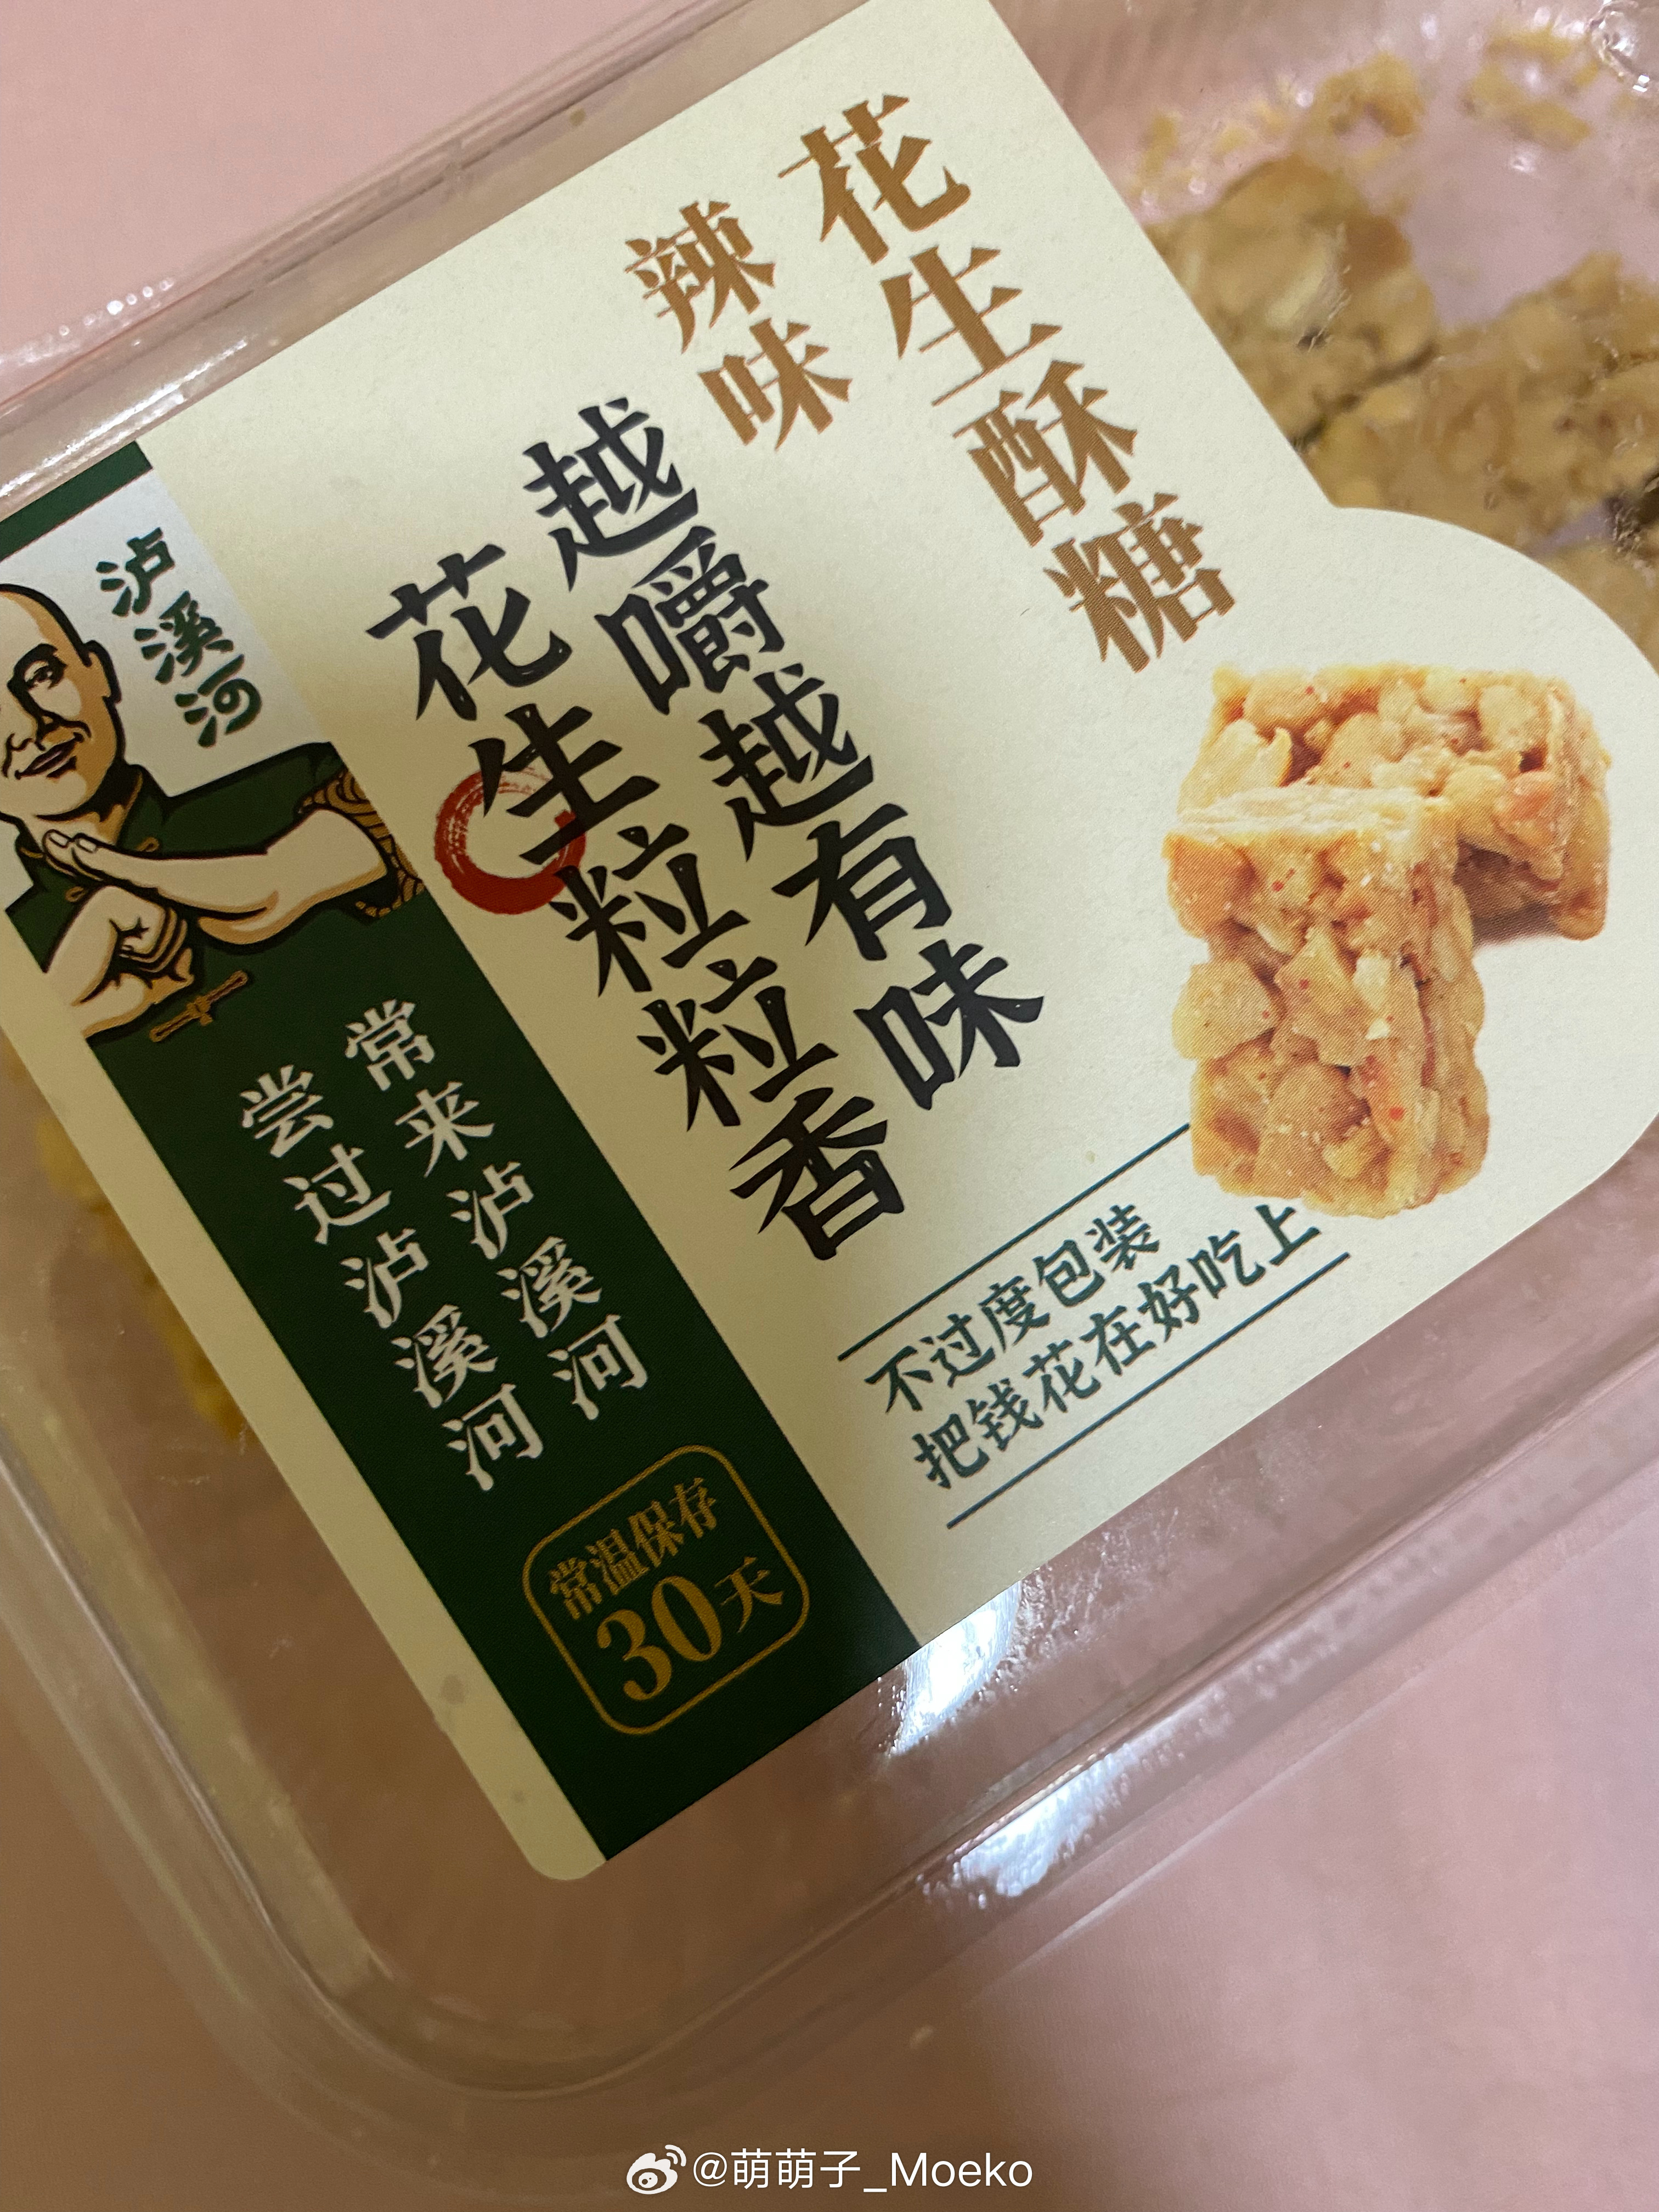 花生酥糖
辣味
越嚼越有味
花生粒粒香
泸溪河
常来泸溪河
尝过泸溪河
不过度包装
把钱花在好吃上
常温保存
30天
@萌萌子_Moeko